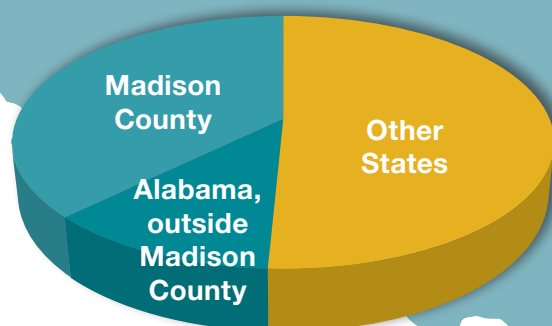 Madison
County
Other
States
Alabama,
outside
Madison
County